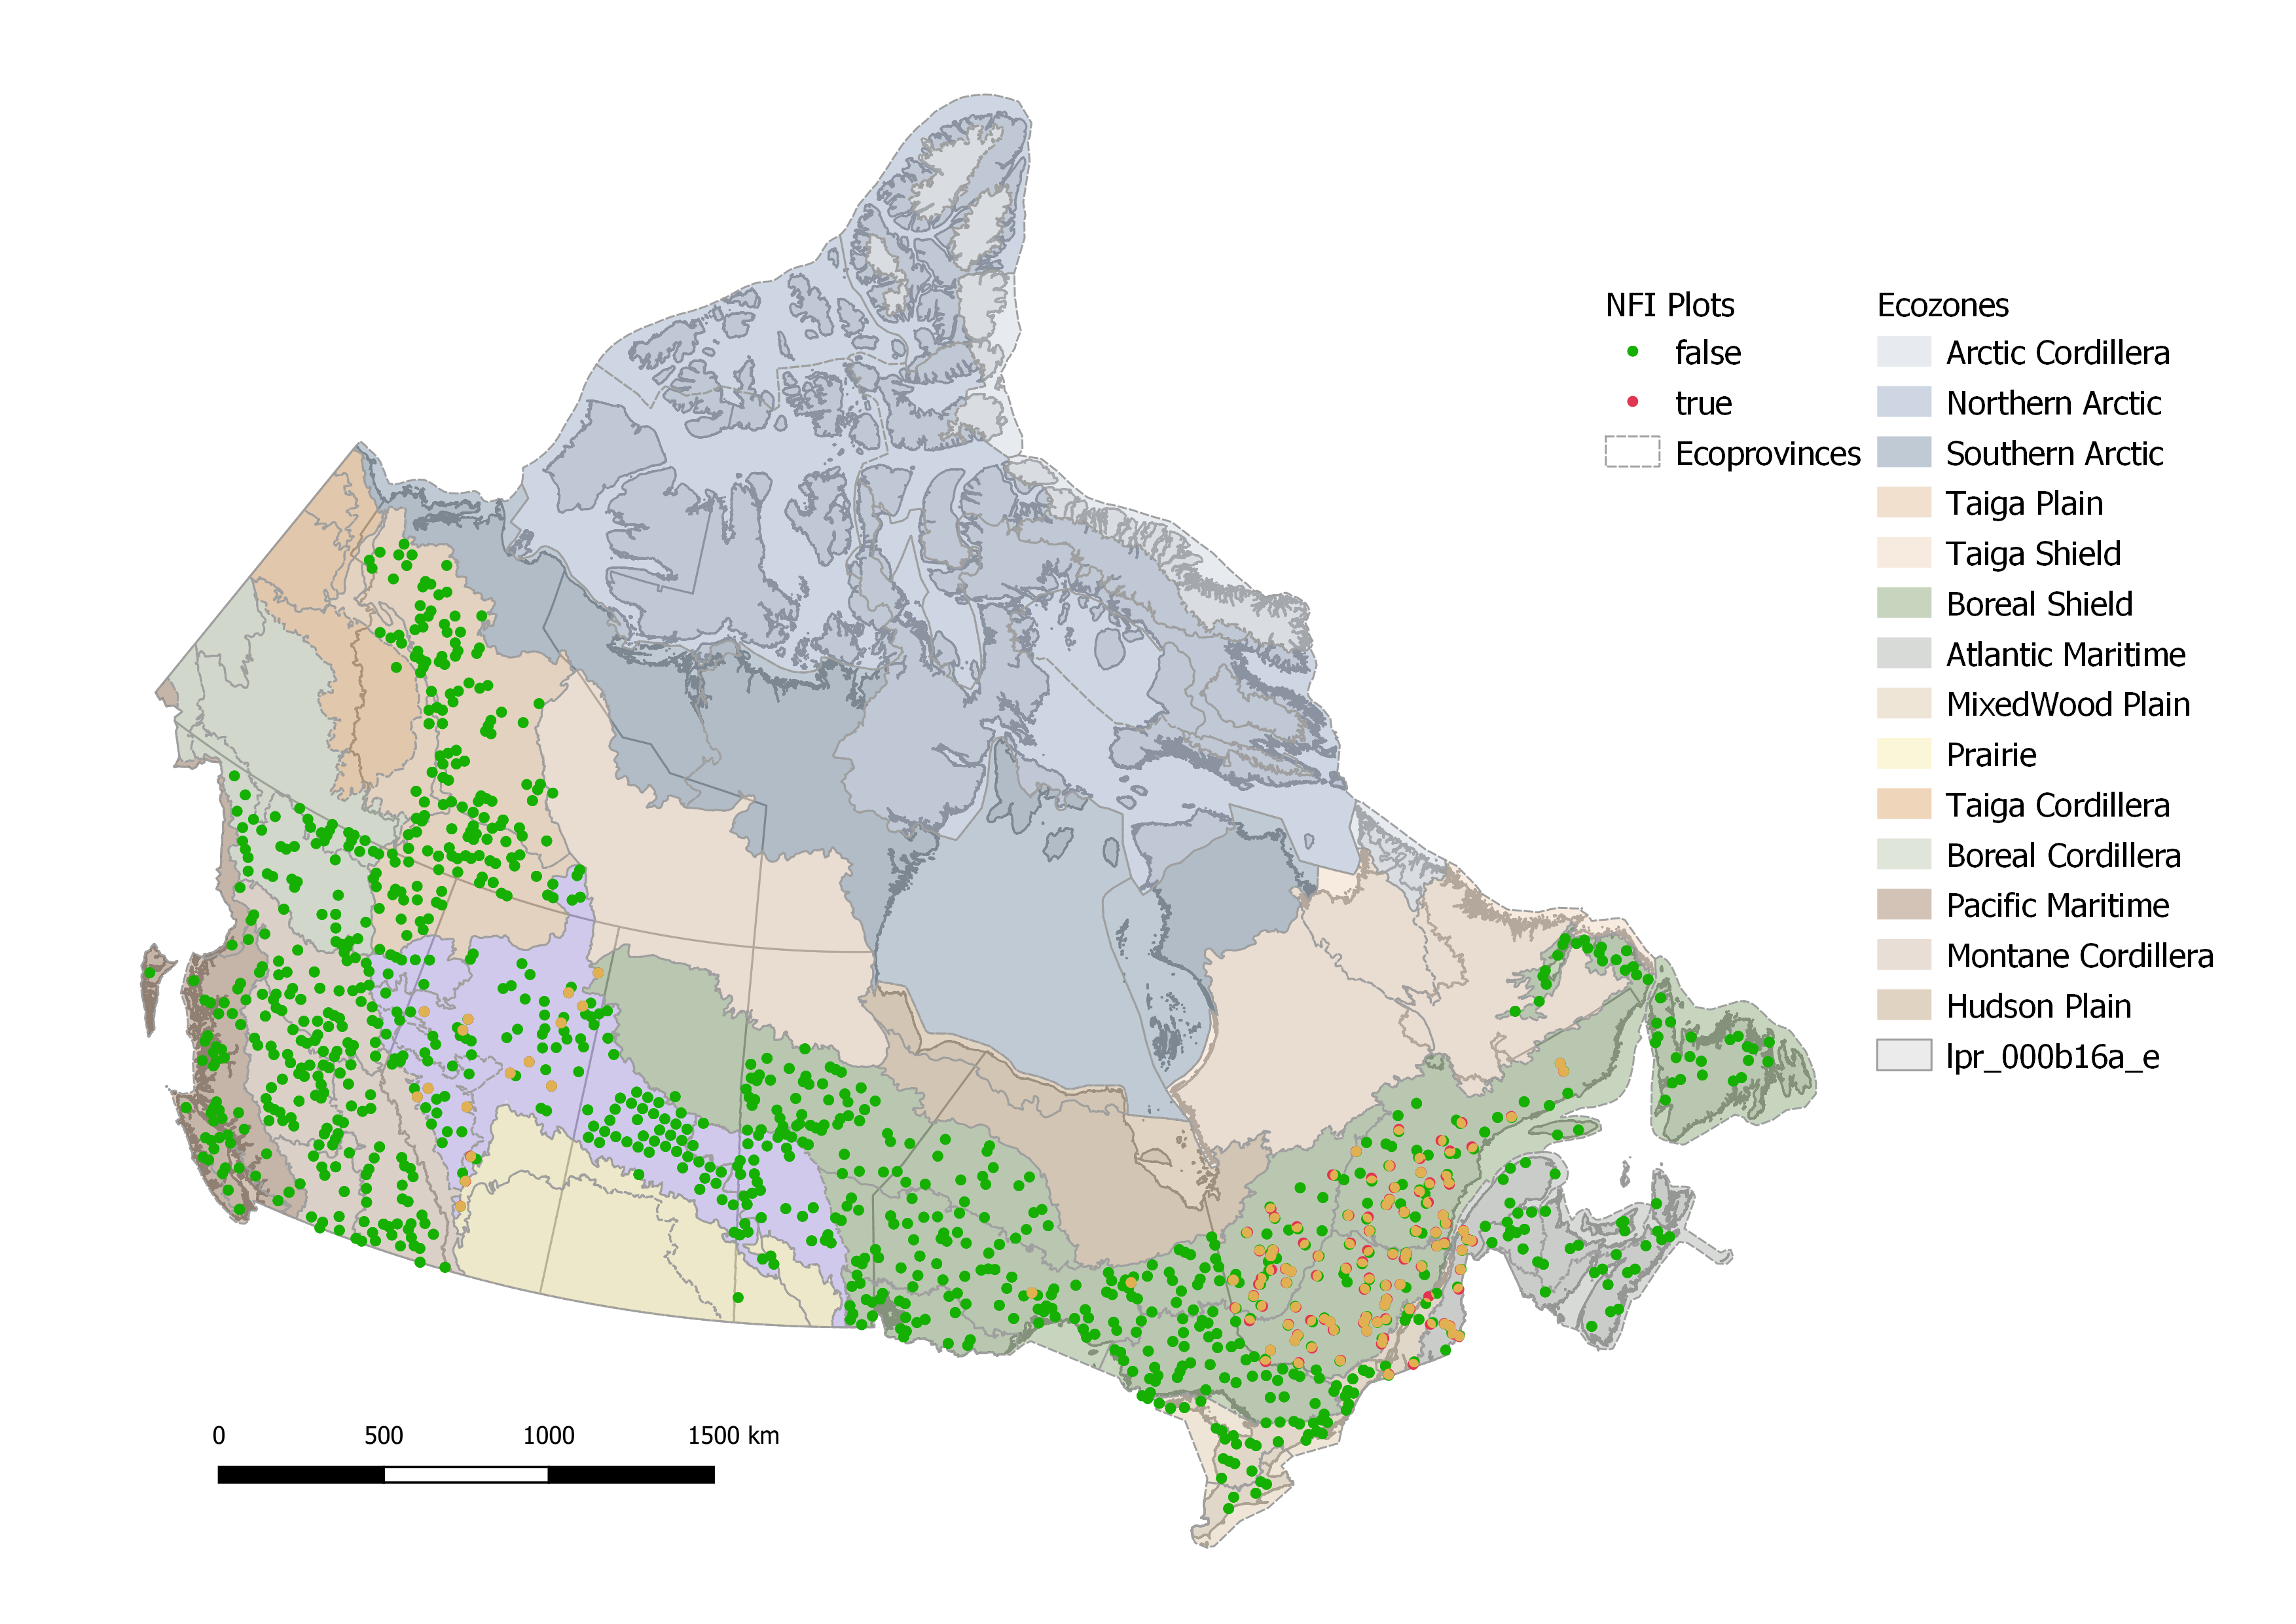 NFI Plots
false
true
Ecoprovinces
Ecozones
Arctic Cordillera
Northern Arctic
Southern Arctic
Taiga Plain
Taiga Shield
Boreal Shield
Atlantic Maritime
MixedWood Plain
Prairie
Taiga Cordillera
Boreal Cordillera
Pacific Maritime
Montane Cordillera
Hudson Plain
lpr_000b16a_e
0 500 1000 1500 km